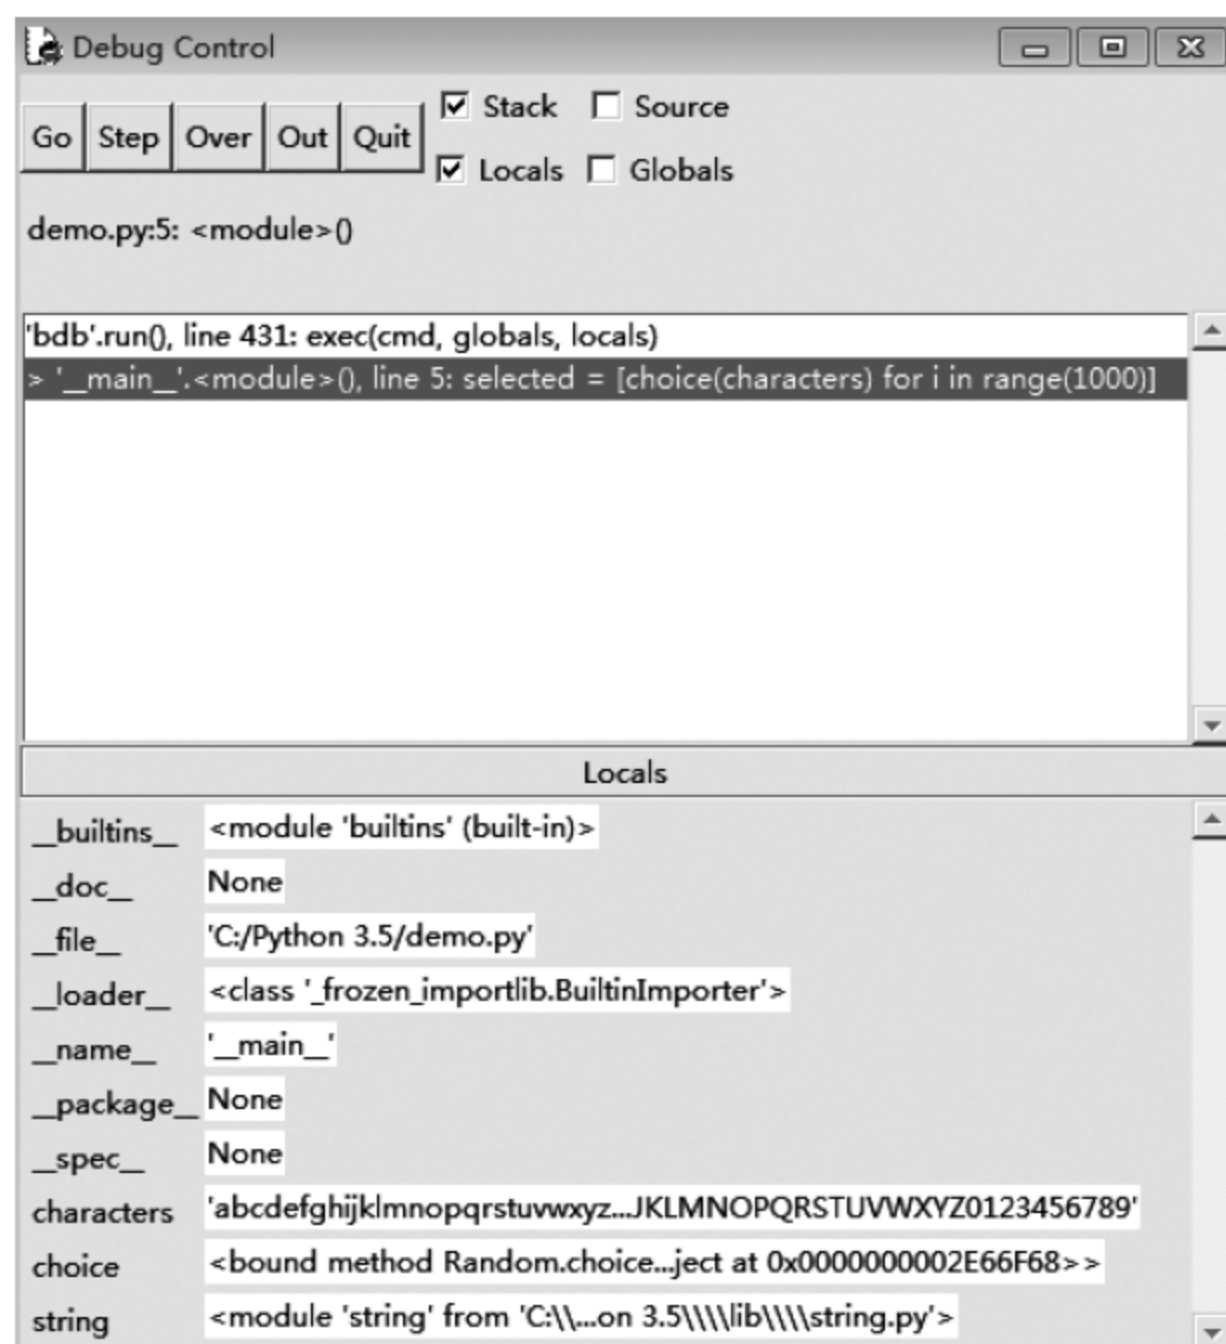 Debug Control
Go Step Over Out Quit
Stack Source
Locals Globals
demo.py:5: <module>()
'bdb'.run(), line 431: exec(cmd, globals, locals)
> '__main__'.<module>(), line 5: selected = [choice(characters) for i in range(1000)]
Locals
__builtins__ <module 'builtins' (built-in)>
__doc__ None
__file__ 'C:/Python 3.5/demo.py'
__loader__ <class '_frozen_importlib.BuiltinImporter'>
__name__ '__main__'
__package__ None
__spec__ None
characters 'abcdefghijklmnopqrstuvwxyz...JKLMNOPQRSTUVWXYZ0123456789'
choice <bound method Random.choice...ject at 0x0000000002E66F68>>
string <module 'string' from 'C:\\...on 3.5\\\\lib\\\\string.py'>